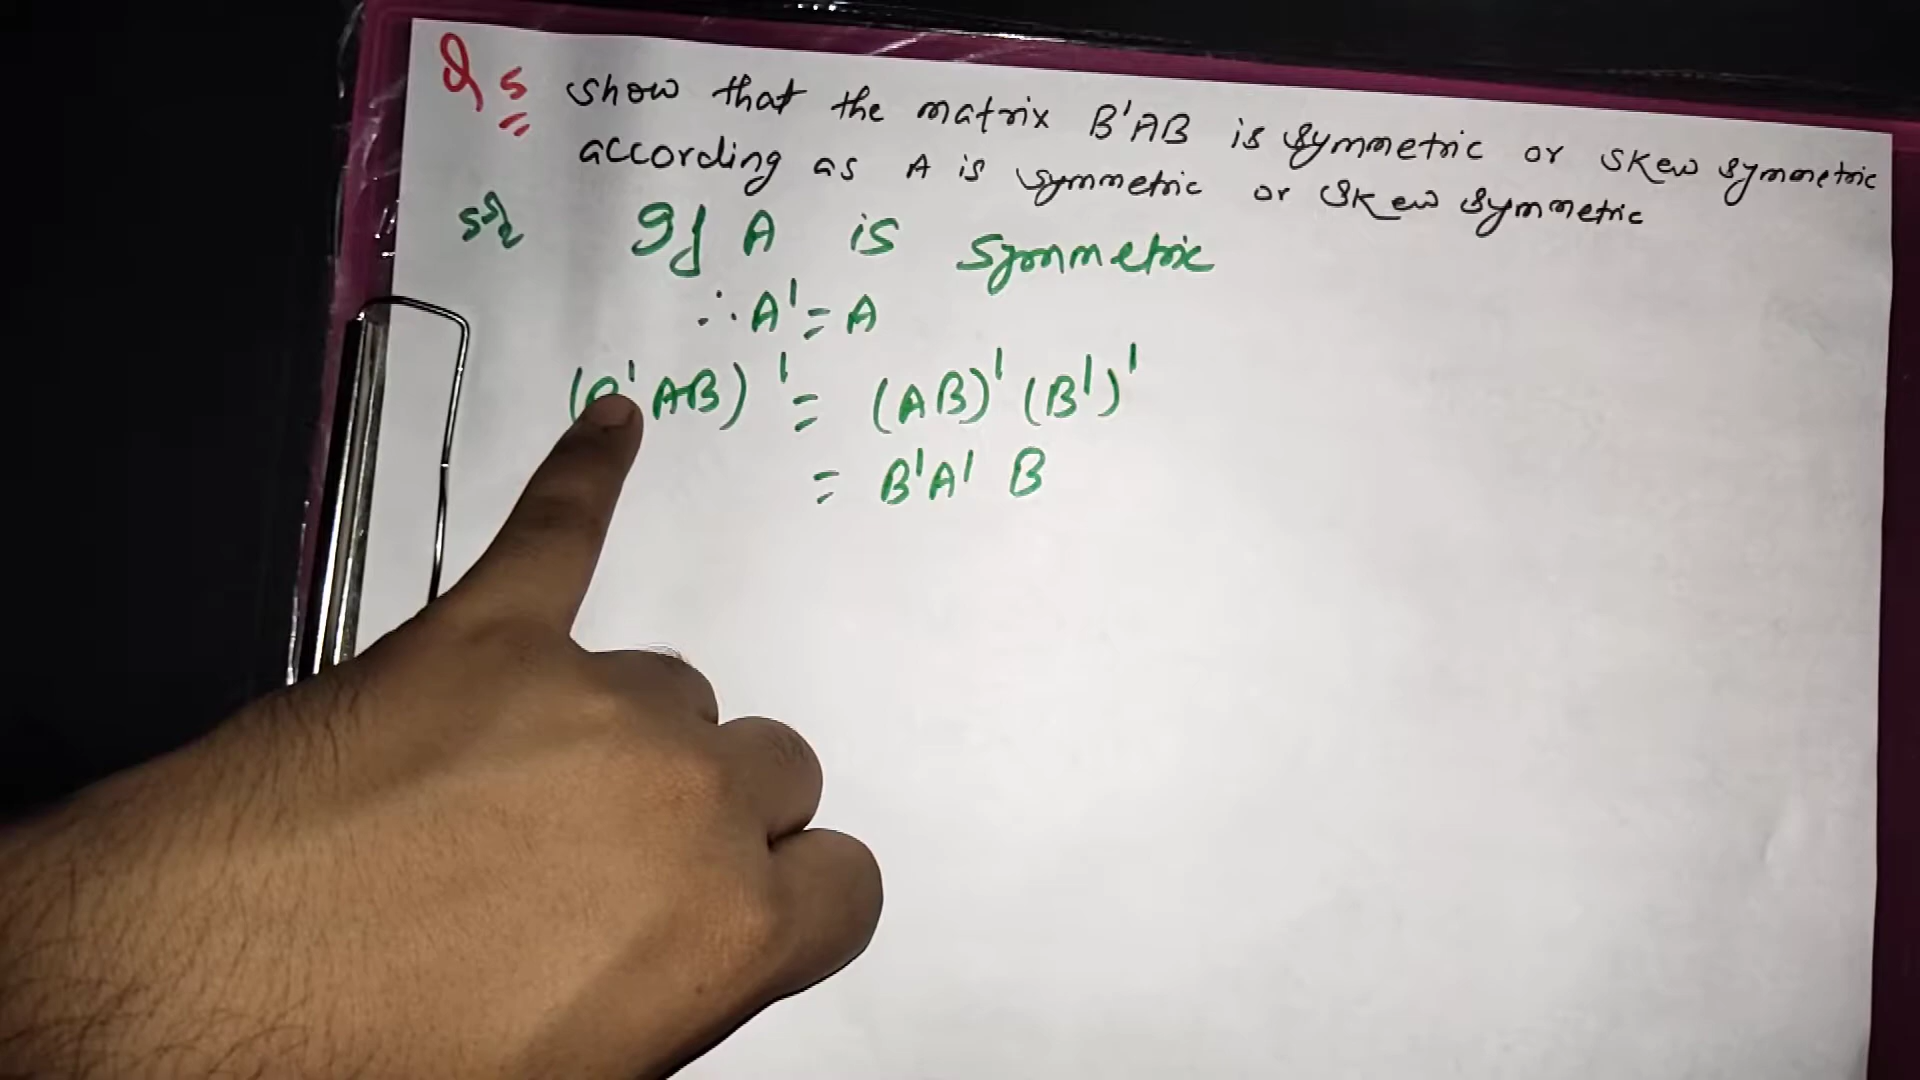 Q 5 show that the matrix B'AB is symmetric or skew symmetric
according as A is symmetric or skew symmetric
Sol If A is symmetric
∴ A' = A
(B'AB)' = (AB)' (B')'
= B'A' B